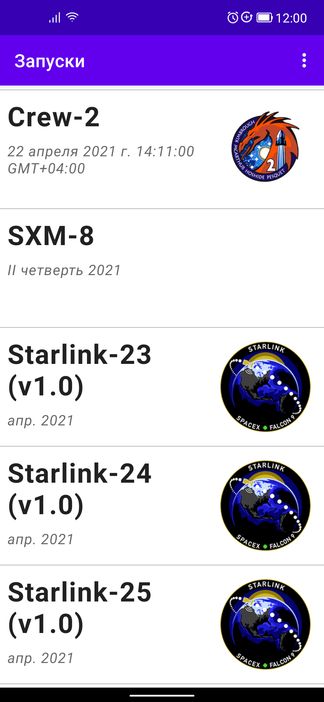 12:00
Запуски
Crew-2
22 апреля 2021 г. 14:11:00
GMT+04:00
2
SXM-8
II четверть 2021
Starlink-23
(v1.0)
апр. 2021
STARLINK
SPACEX FALCON 9
Starlink-24
(v1.0)
апр. 2021
STARLINK
SPACEX FALCON 9
Starlink-25
(v1.0)
апр. 2021
STARLINK
SPACEX FALCON 9